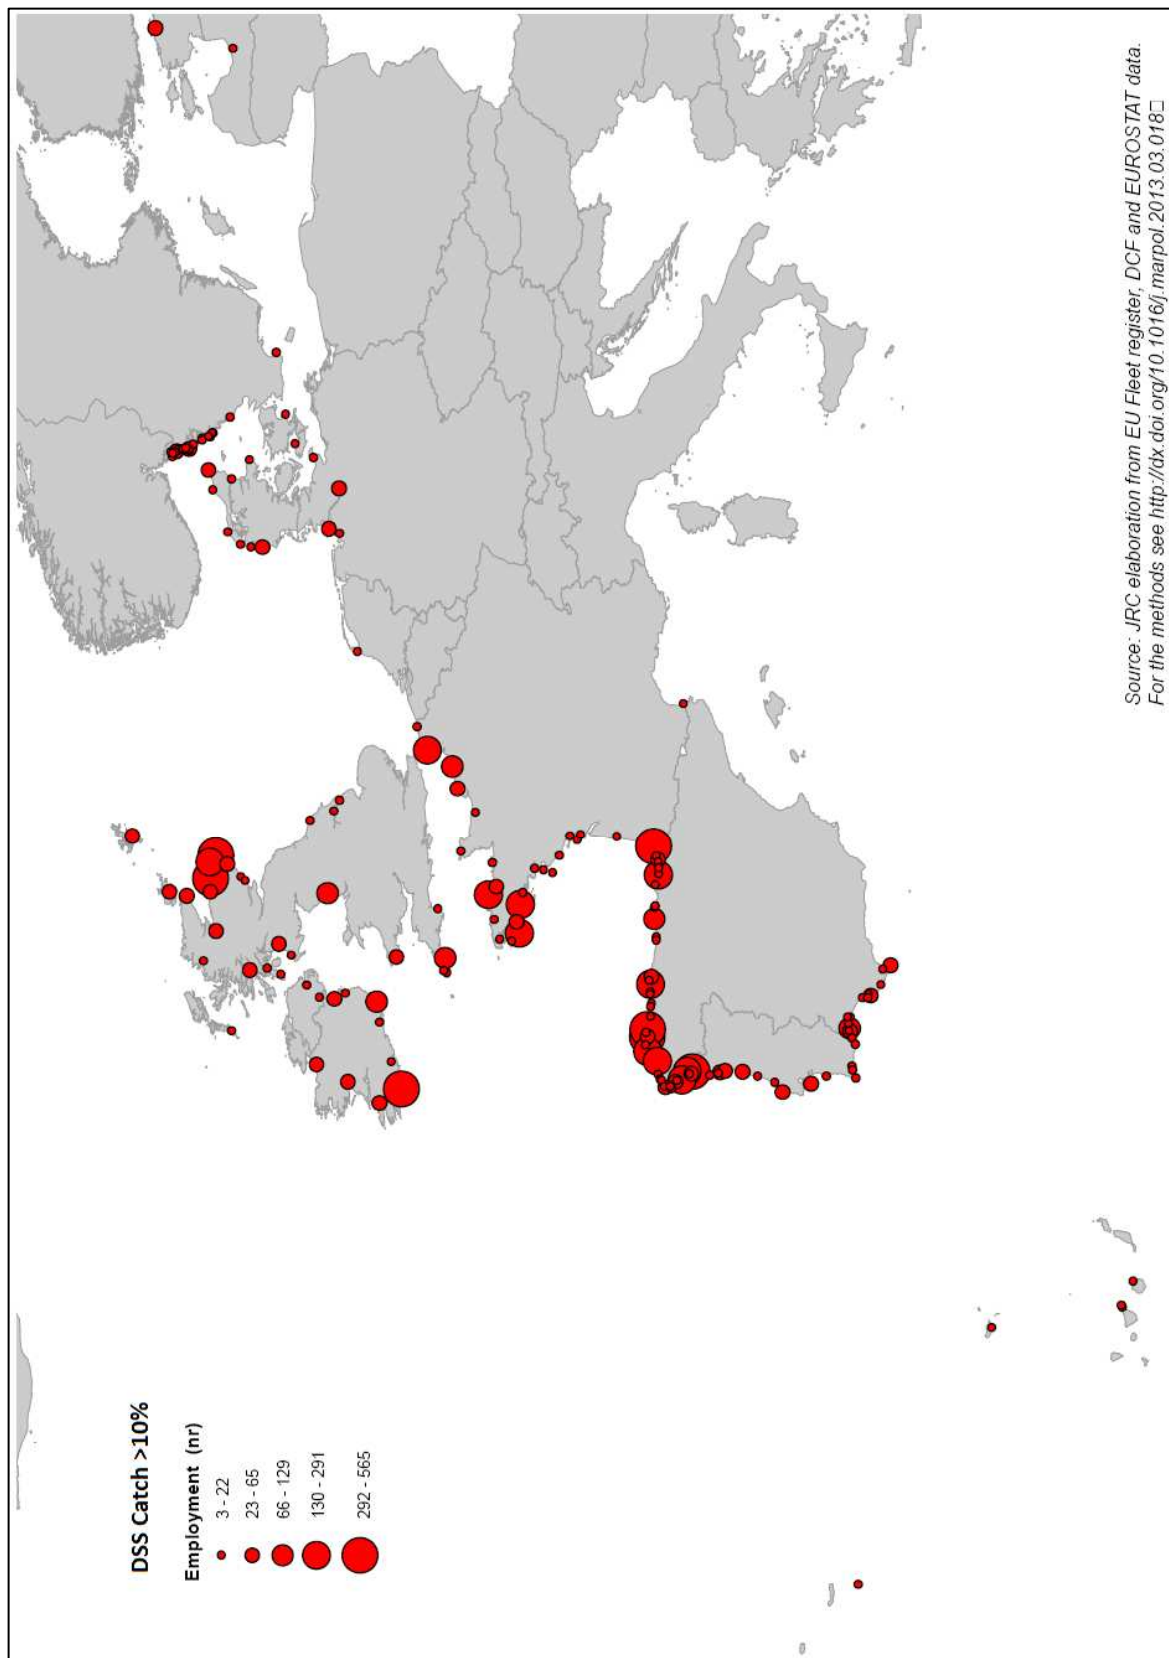 DSS Catch >10%
Employment (nr)
3 - 22
23 - 65
66 - 129
130 - 291
292 - 565
Source: JRC elaboration from EU Fleet register, DCF and EUROSTAT data.
For the methods see http://dx.doi.org/10.1016/j.marpol.2013.03.018□